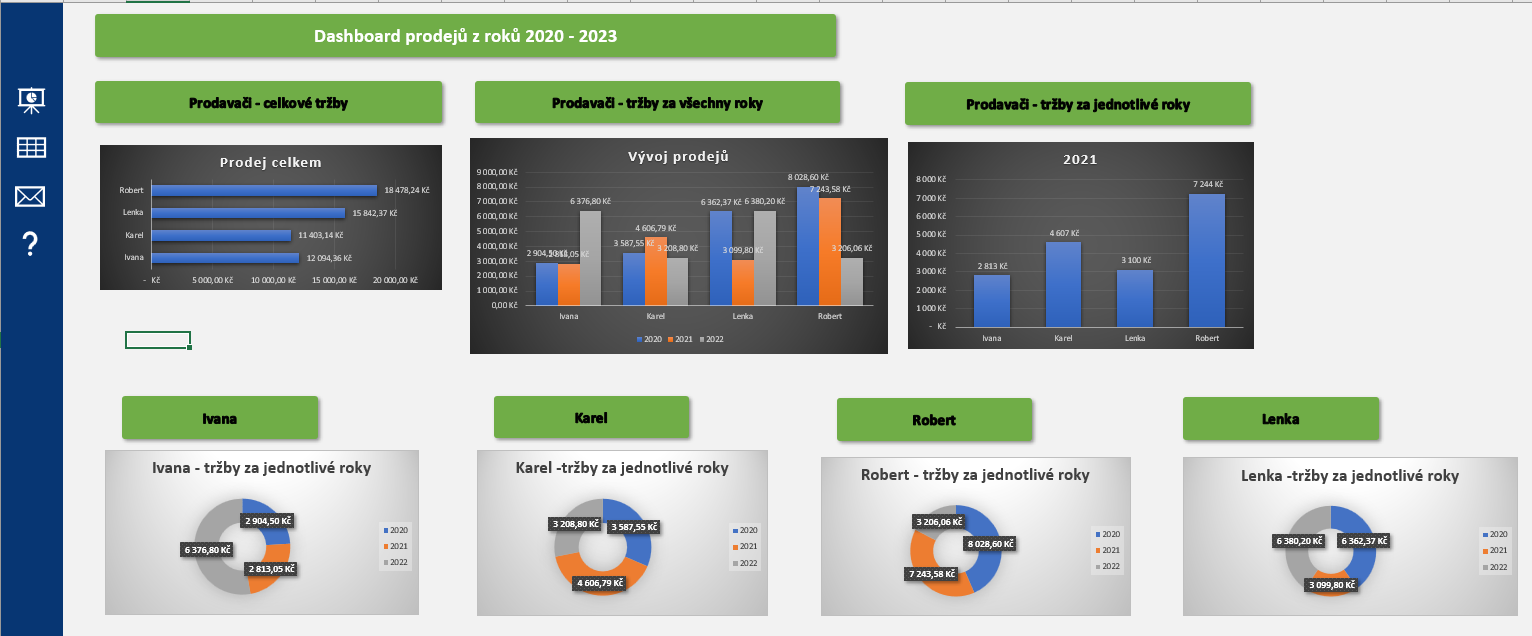 Dashboard prodejů z roků 2020 - 2023
Prodavači - celkové tržby
Prodavači - tržby za všechny roky
Prodavači - tržby za jednotlivé roky
Prodej celkem
Robert
18 478,24 Kč
Lenka
15 842,37 Kč
Karel
11 403,14 Kč
Ivana
12 094,36 Kč
- Kč 5 000,00 Kč 10 000,00 Kč 15 000,00 Kč 20 000,00 Kč
Vývoj prodejů
9 000,00 Kč
8 000,00 Kč
7 000,00 Kč
6 000,00 Kč
5 000,00 Kč
4 000,00 Kč
3 000,00 Kč
2 000,00 Kč
1 000,00 Kč
0,00 Kč
2 904,50 Kč
2 813,05 Kč
6 376,80 Kč
3 587,55 Kč
4 606,79 Kč
3 208,80 Kč
6 362,37 Kč
3 099,80 Kč
6 380,20 Kč
8 028,60 Kč
7 243,58 Kč
3 206,06 Kč
Ivana Karel Lenka Robert
2020 2021 2022
2021
8 000 Kč
7 000 Kč
6 000 Kč
5 000 Kč
4 000 Kč
3 000 Kč
2 000 Kč
1 000 Kč
- Kč
2 813 Kč
4 607 Kč
3 100 Kč
7 244 Kč
Ivana Karel Lenka Robert
?
Ivana
Karel
Robert
Lenka
Ivana - tržby za jednotlivé roky
2 904,50 Kč
6 376,80 Kč
2 813,05 Kč
2020
2021
2022
Karel -tržby za jednotlivé roky
3 208,80 Kč
3 587,55 Kč
4 606,79 Kč
2020
2021
2022
Robert - tržby za jednotlivé roky
3 206,06 Kč
8 028,60 Kč
7 243,58 Kč
2020
2021
2022
Lenka -tržby za jednotlivé roky
6 380,20 Kč
6 362,37 Kč
3 099,80 Kč
2020
2021
2022